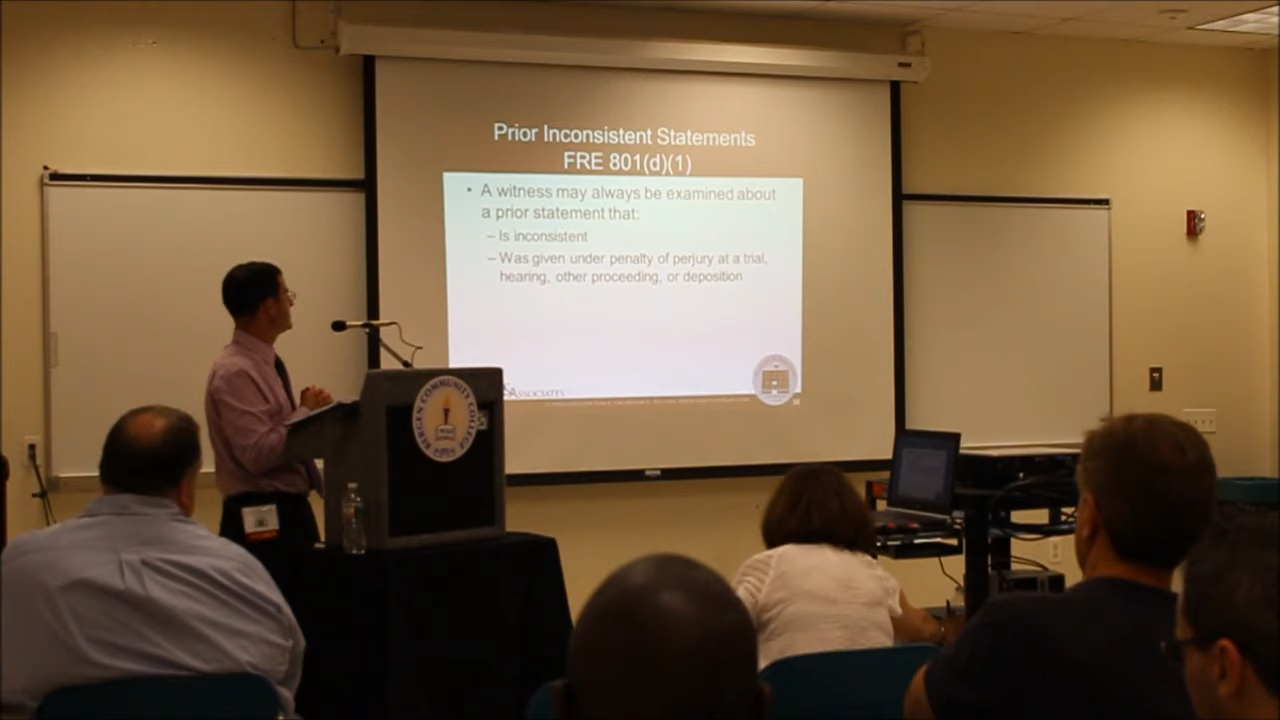 Prior Inconsistent Statements
FRE 801(d)(1)
• A witness may always be examined about
a prior statement that:
– Is inconsistent
– Was given under penalty of perjury at a trial,
hearing, other proceeding, or deposition
ASSOCIATES
BERGEN COMMUNITY COLLEGE